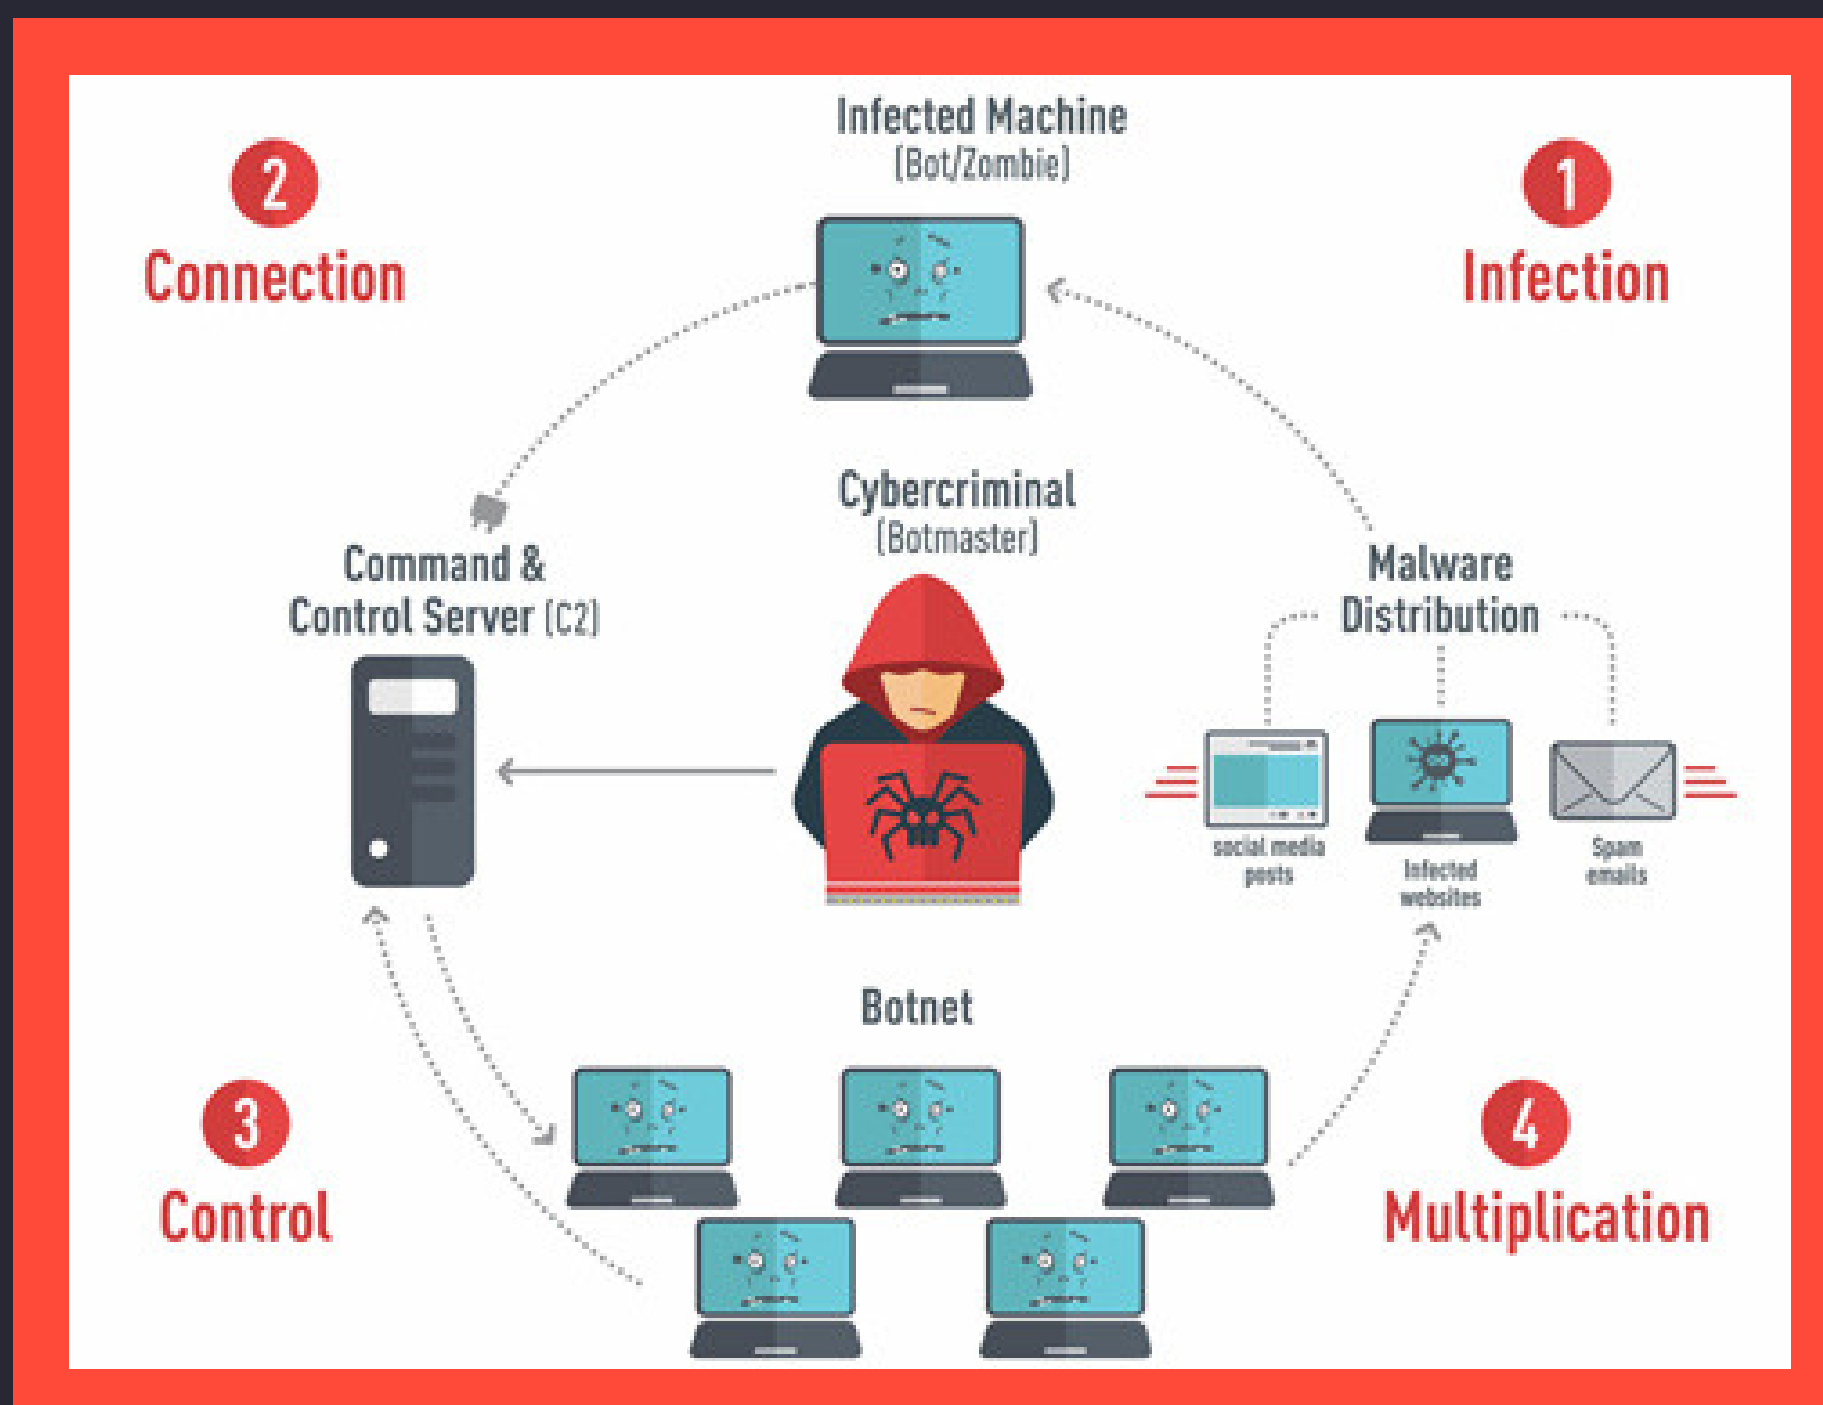 Infected Machine
(Bot/Zombie)
2
Connection
1
Infection
Cybercriminal
(Botmaster)
Command &
Control Server (C2)
Malware
Distribution
social media
posts
Infected
websites
Spam
emails
Botnet
3
Control
4
Multiplication